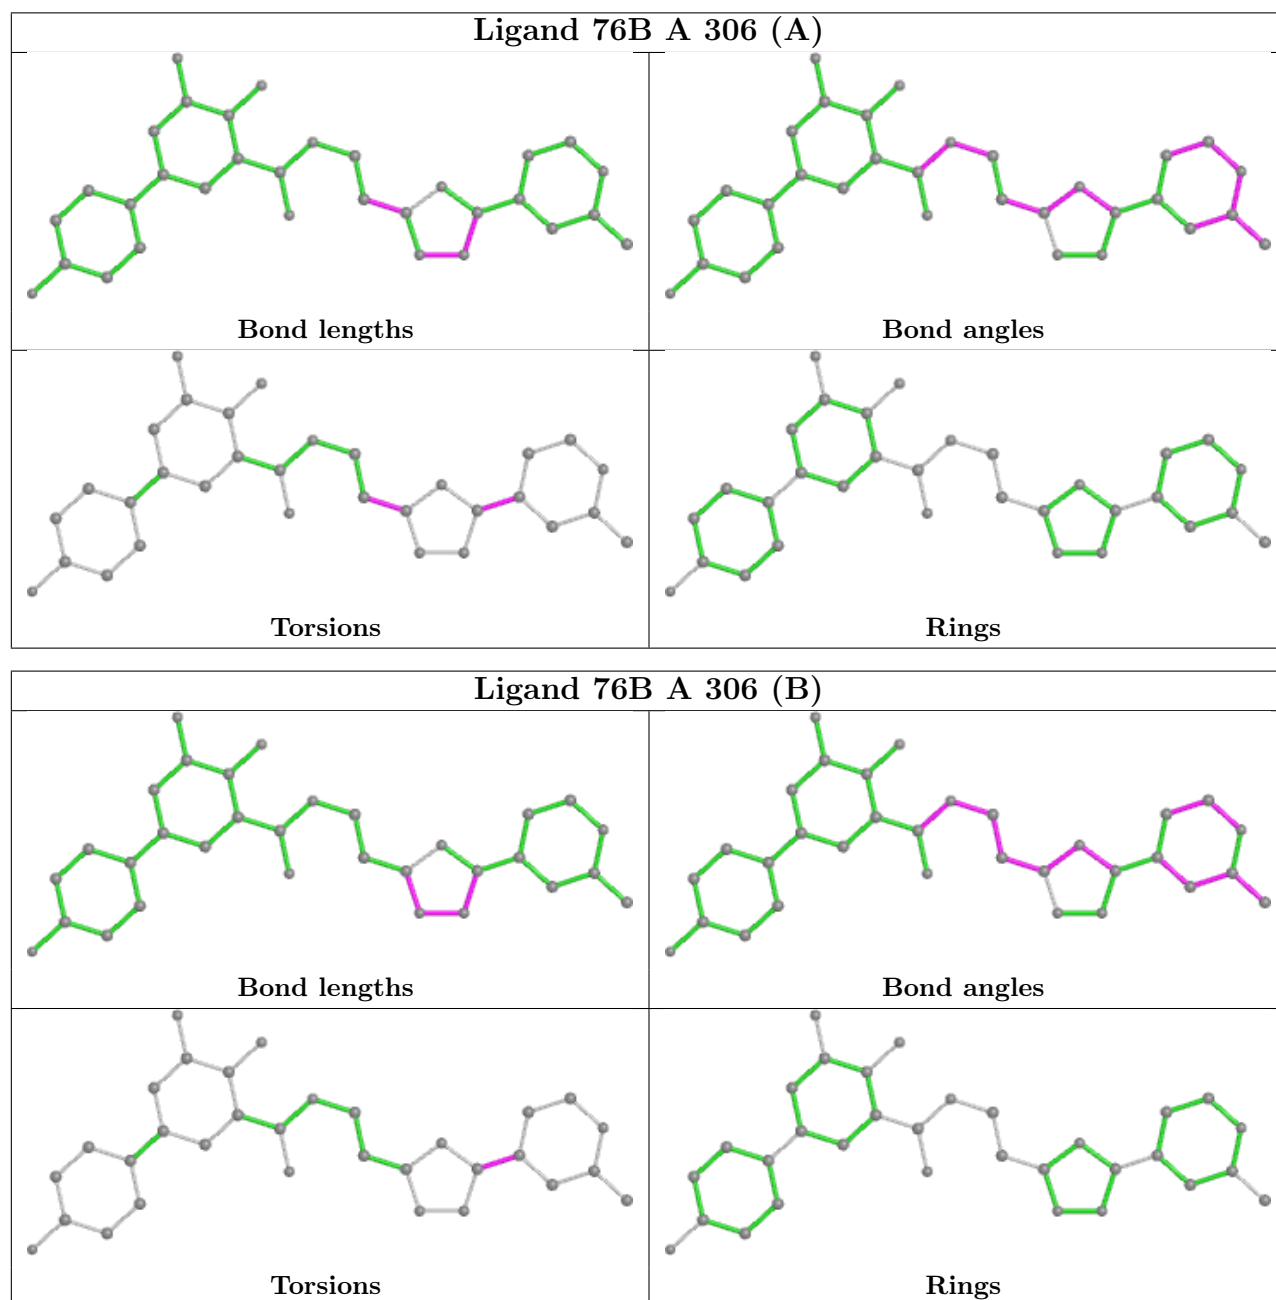 Ligand 76B A 306 (A)
Bond lengths
Bond angles
Torsions
Rings
Ligand 76B A 306 (B)
Bond lengths
Bond angles
Torsions
Rings